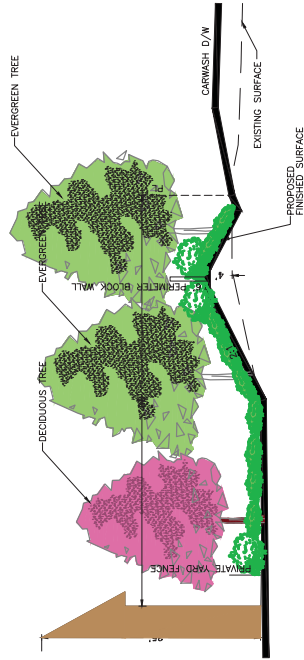 EVERGREEN TREE
CARWASH D/W
EXISTING SURFACE
PROPOSED
FINISHED SURFACE
PL
EVERGREEN
6' PERIMETER BLOCK WALL
4'
2:1
DECIDUOUS TREE
PRIVATE YARD FENCE